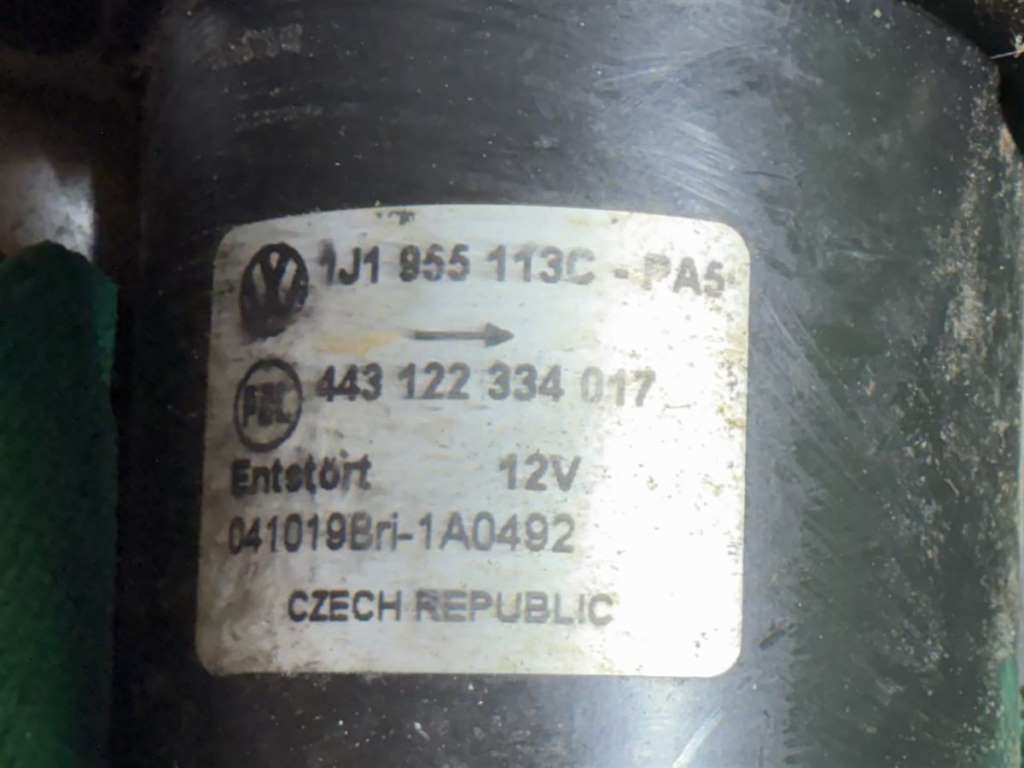 1J1 955 113C - PA5
443 122 334 017
Entstört 12V
041019Bri-1A0492
CZECH REPUBLIC